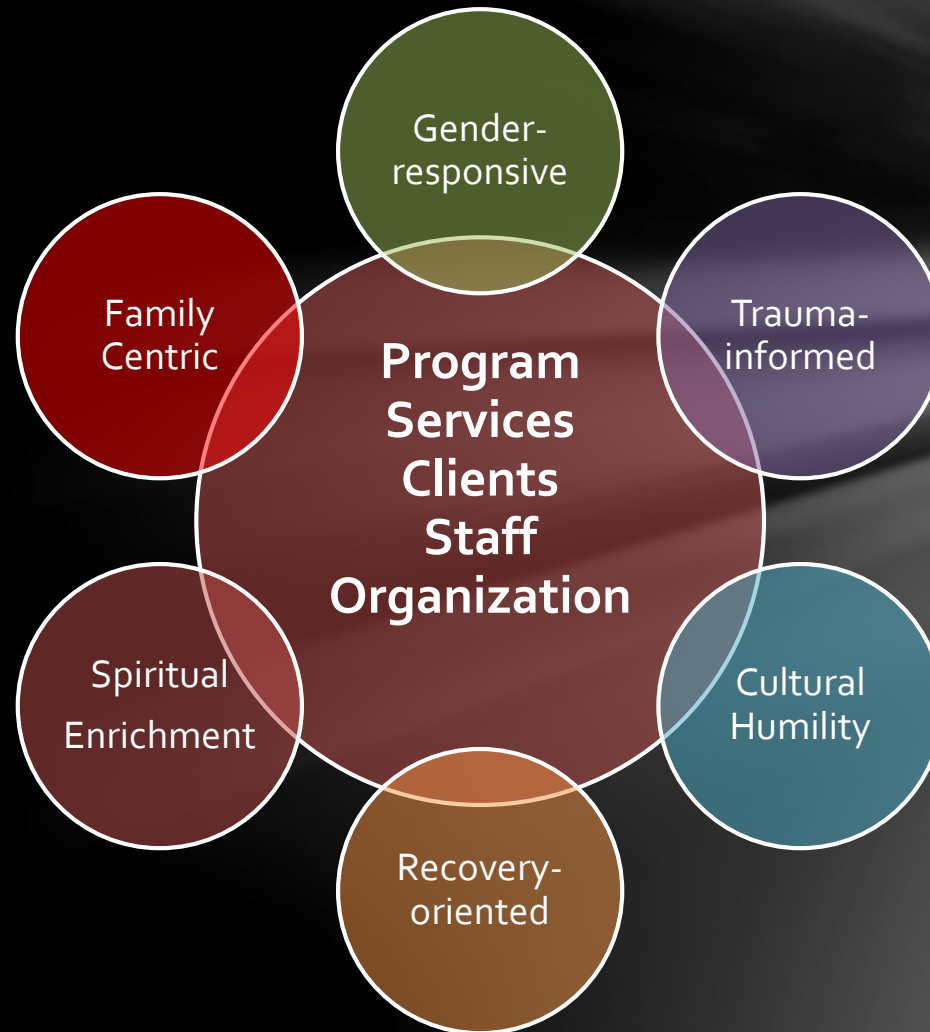 Gender-
responsive
Family
Centric
Trauma-
informed
Program
Services
Clients
Staff
Organization
Spiritual
Enrichment
Cultural
Humility
Recovery-
oriented